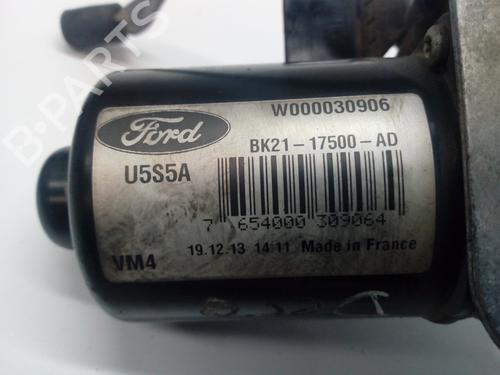 B-PARTS
W000030906
Ford
BK21-17500-AD
U5S5A
7 654000 309064
VM4
19.12.13 14:11 Made in France